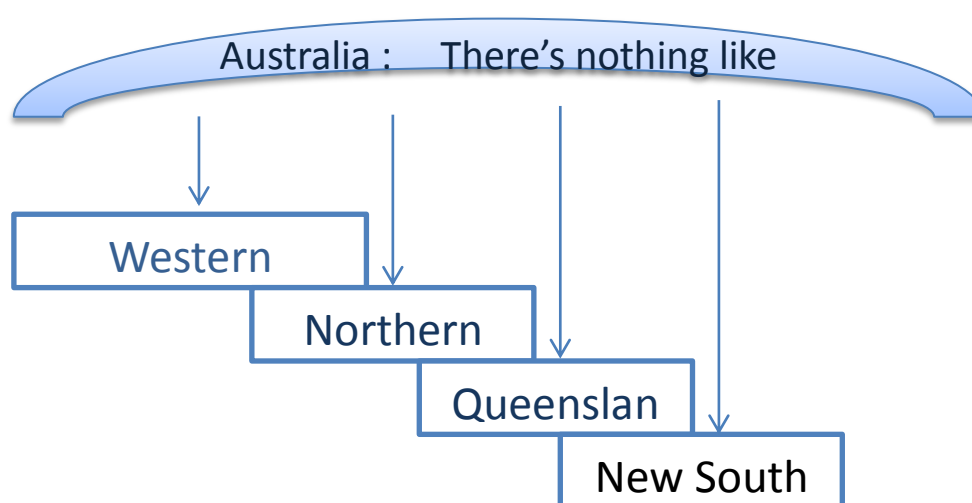 Australia : There’s nothing like
Western
Northern
Queenslan
New South